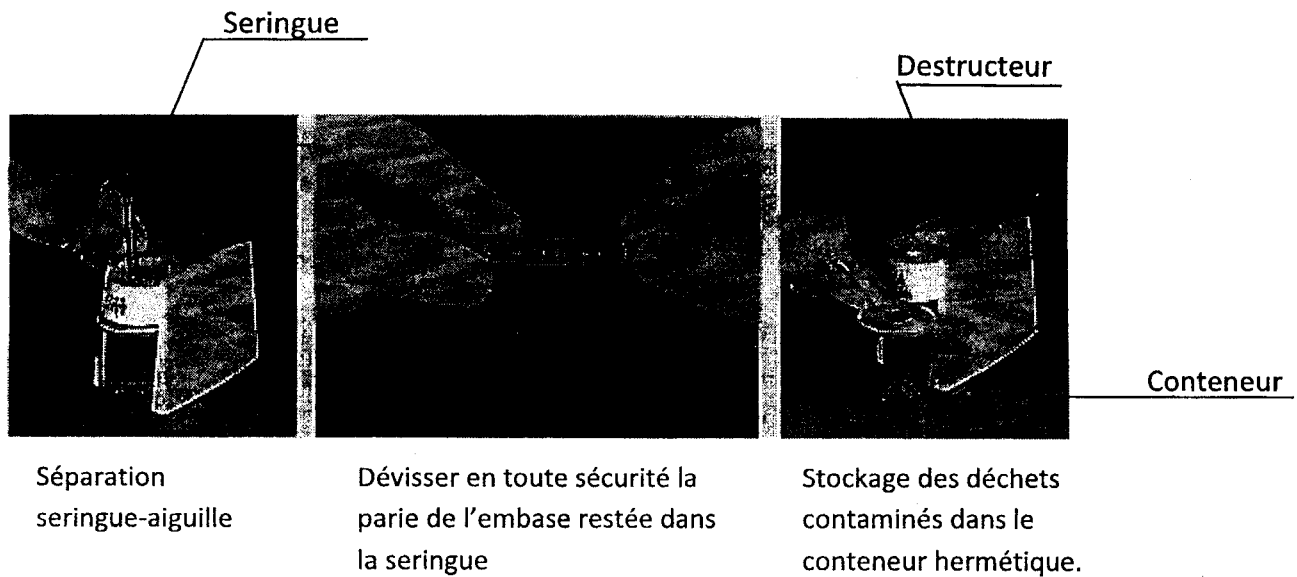 Seringue
Destructeur
Conteneur
Séparation
seringue-aiguille
Dévisser en toute sécurité la
parie de l'embase restée dans
la seringue
Stockage des déchets
contaminés dans le
conteneur hermétique.